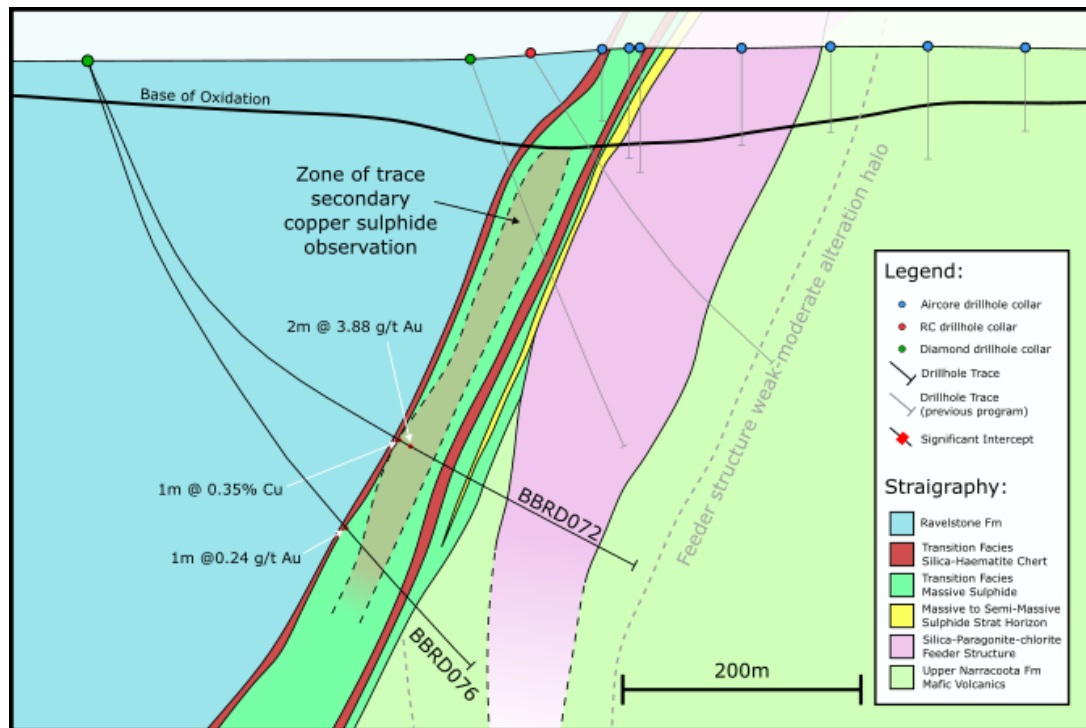 Base of Oxidation
Zone of trace
secondary
copper sulphide
observation
2m @ 3.88 g/t Au
1m @ 0.35% Cu
1m @0.24 g/t Au
BBRD072
BBRD076
Feeder structure weak-moderate alteration halo
200m
Legend:
Aircore drillhole collar
RC drillhole collar
Diamond drillhole collar
Drillhole Trace
Drillhole Trace
(previous program)
Significant Intercept
Straigraphy:
Ravelstone Fm
Transition Facies
Silica-Haematite Chert
Transition Facies
Massive Sulphide
Massive to Semi-Massive
Sulphide Strat Horizon
Silica-Paragonite-chlorite
Feeder Structure
Upper Narracoota Fm
Mafic Volcanics